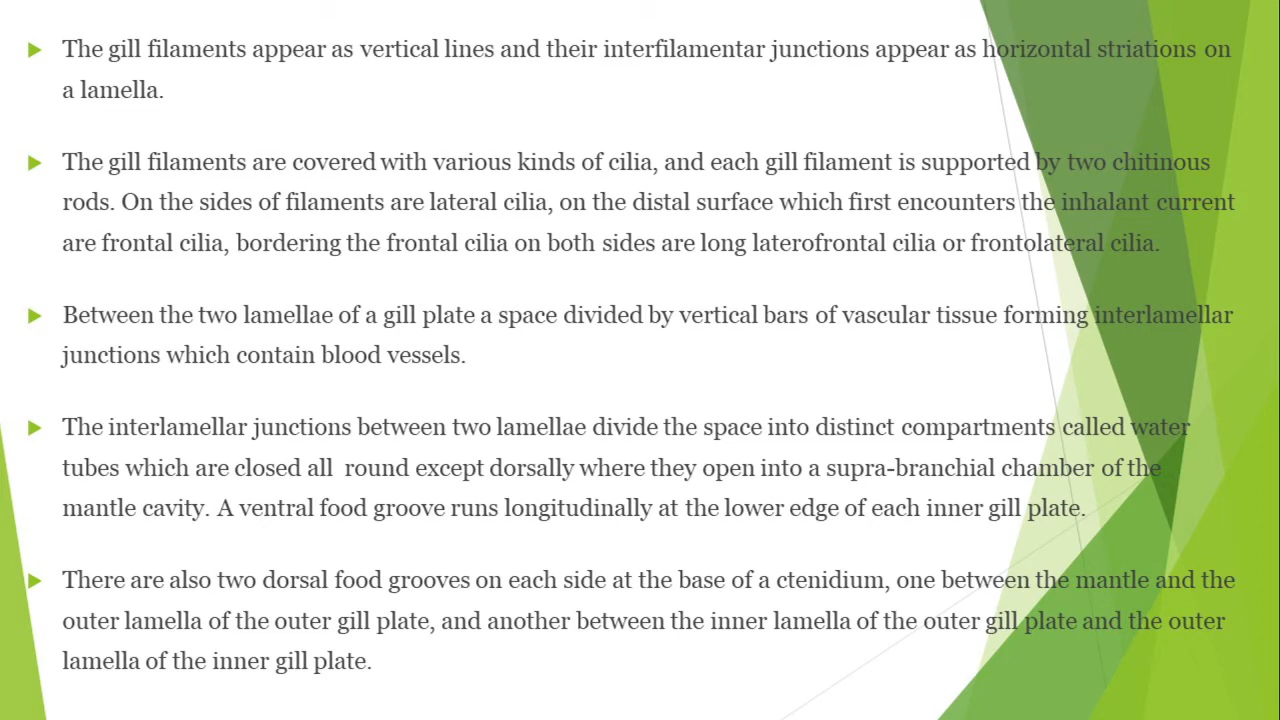 The gill filaments appear as vertical lines and their interfilamentar junctions appear as horizontal striations on
a lamella.
The gill filaments are covered with various kinds of cilia, and each gill filament is supported by two chitinous
rods. On the sides of filaments are lateral cilia, on the distal surface which first encounters the inhalant current
are frontal cilia, bordering the frontal cilia on both sides are long laterofrontal cilia or frontolateral cilia.
Between the two lamellae of a gill plate a space divided by vertical bars of vascular tissue forming interlamellar
junctions which contain blood vessels.
The interlamellar junctions between two lamellae divide the space into distinct compartments called water
tubes which are closed all round except dorsally where they open into a supra-branchial chamber of the
mantle cavity. A ventral food groove runs longitudinally at the lower edge of each inner gill plate.
There are also two dorsal food grooves on each side at the base of a ctenidium, one between the mantle and the
outer lamella of the outer gill plate, and another between the inner lamella of the outer gill plate and the outer
lamella of the inner gill plate.